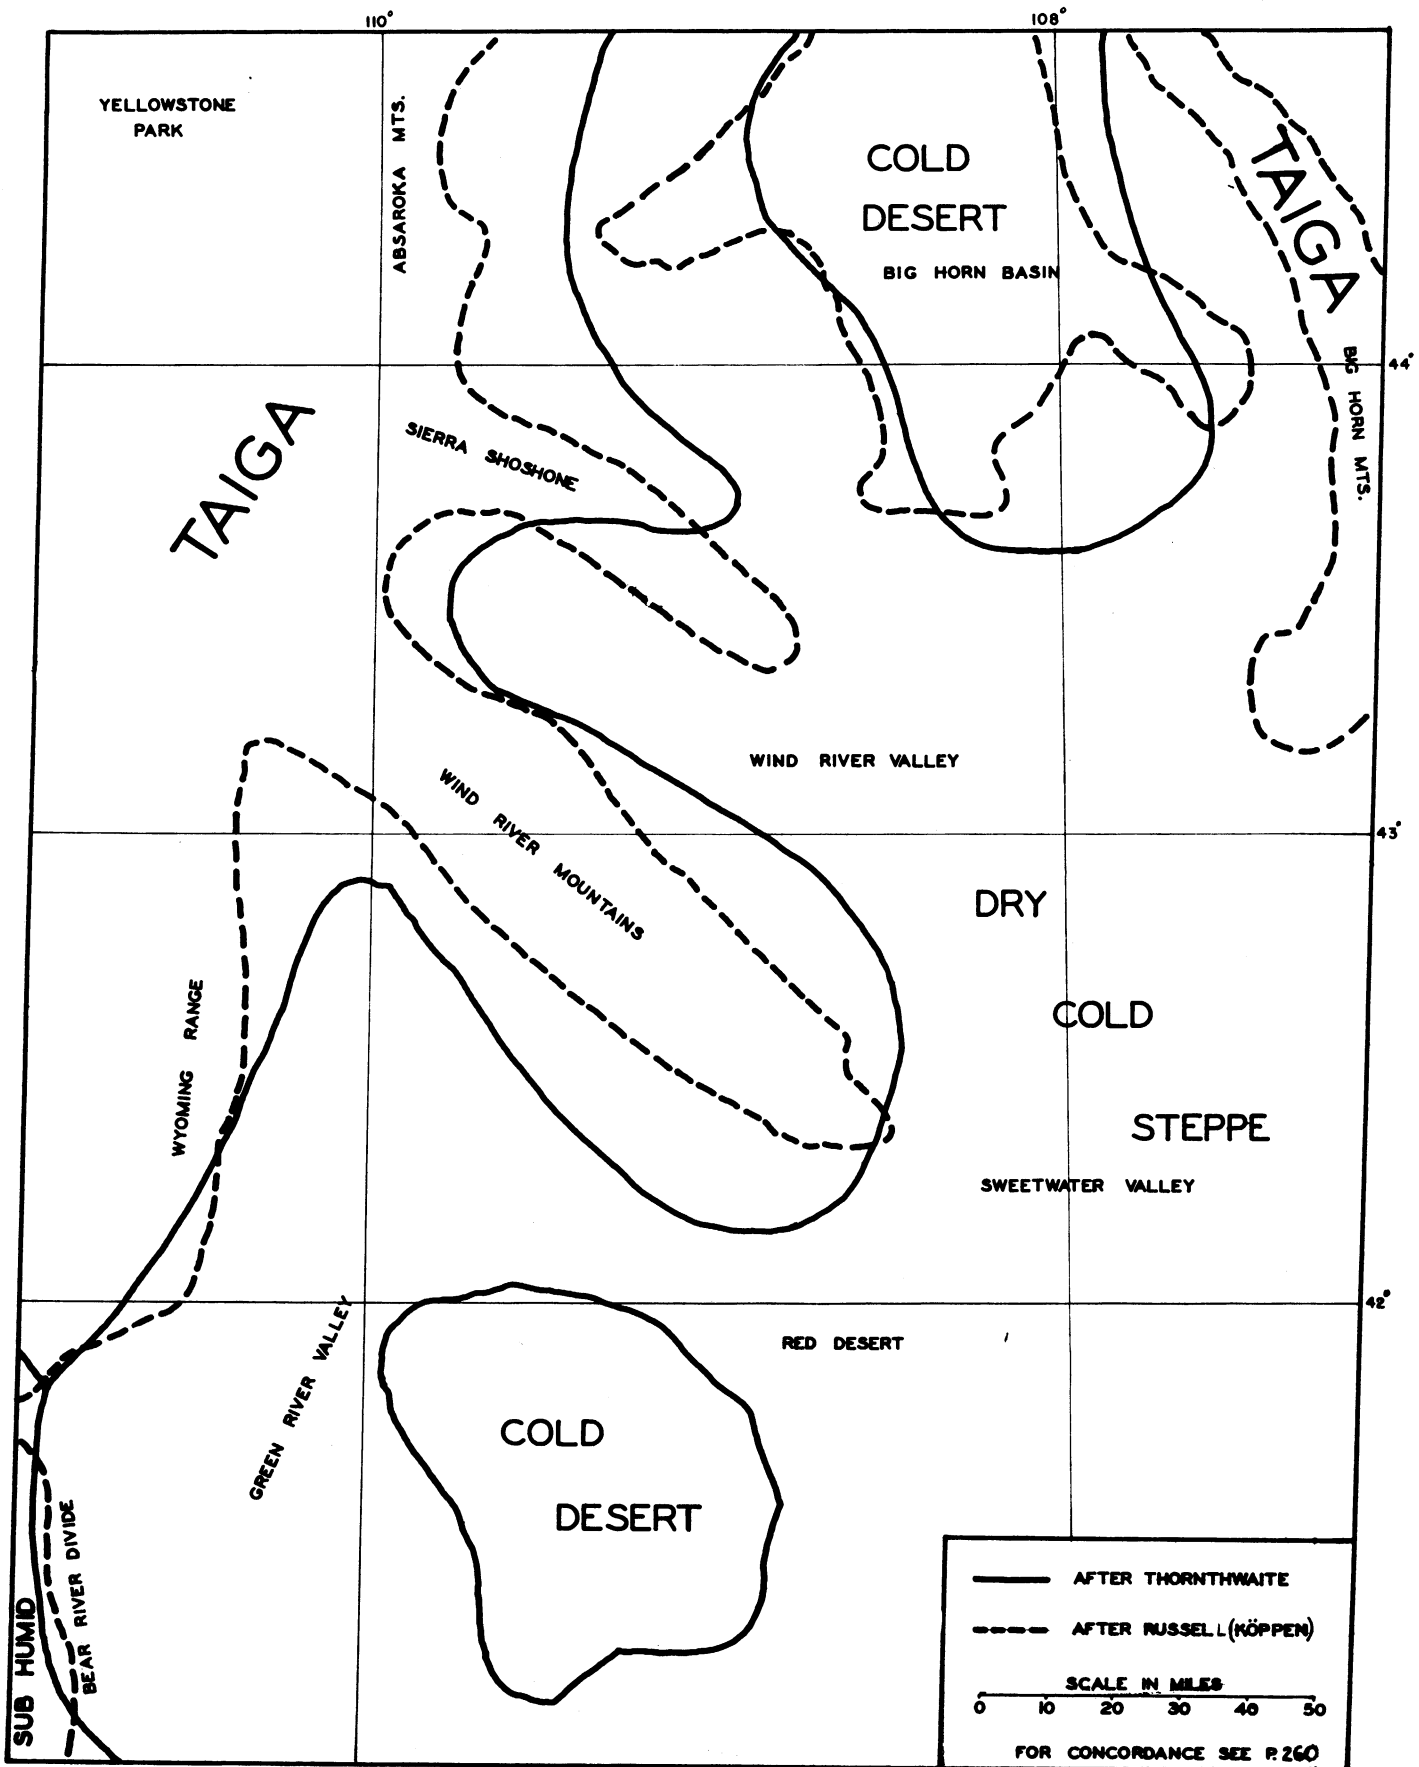 110°
108°
YELLOWSTONE
PARK
ABSAROKA MTS.
COLD
DESERT
BIG HORN BASIN
TAIGA
BIG HORN MTS.
44°
TAIGA
SIERRA SHOSHONE
WIND RIVER VALLEY
WIND RIVER MOUNTAINS
43°
DRY
COLD
STEPPE
WYOMING RANGE
SWEETWATER VALLEY
42°
GREEN RIVER VALLEY
RED DESERT
COLD
DESERT
SUB HUMID
BEAR RIVER DIVIDE
AFTER THORNTHWAITE
AFTER RUSSELL (KÖPPEN)
SCALE IN MILES
0 10 20 30 40 50
FOR CONCORDANCE SEE P. 260